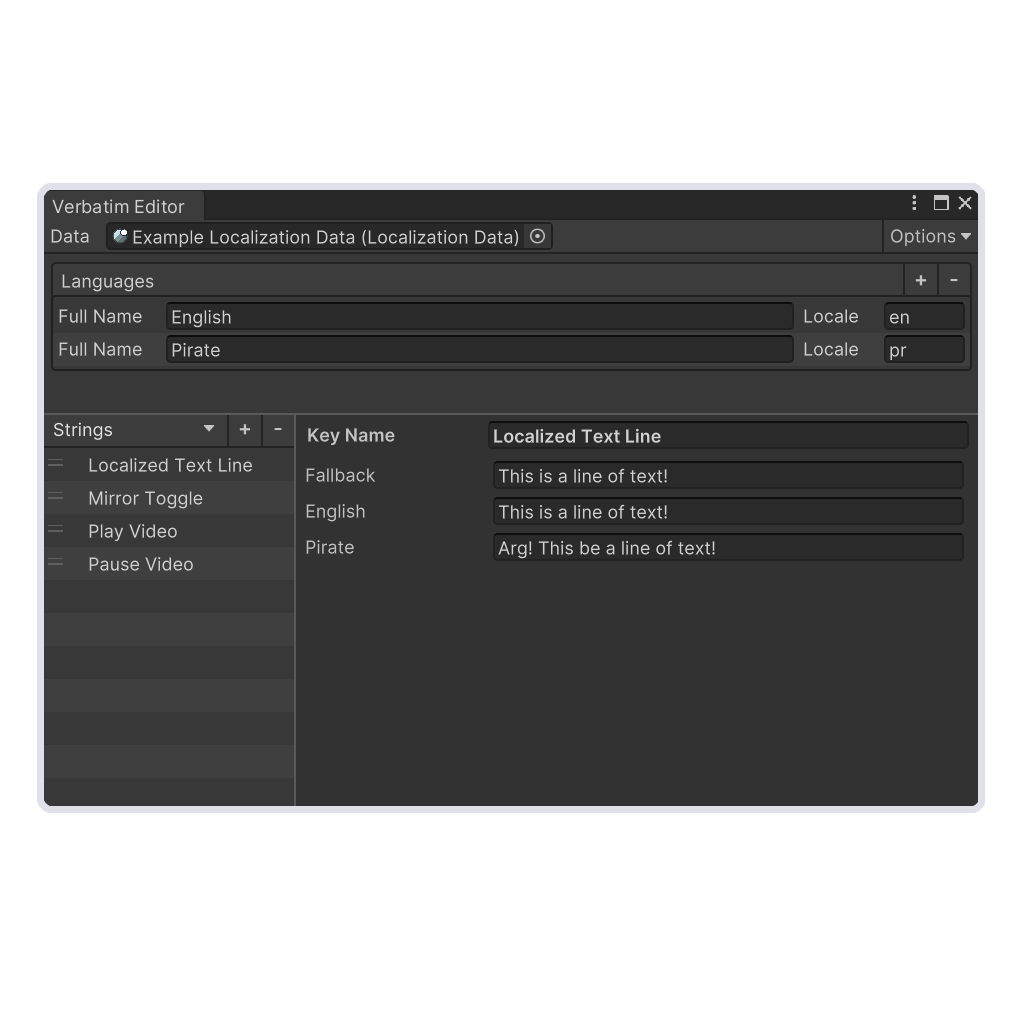 Verbatim Editor
Data Example Localization Data (Localization Data) Options
Languages + -
Full Name English Locale en
Full Name Pirate Locale pr
Strings + -
Localized Text Line
Mirror Toggle
Play Video
Pause Video
Key Name Localized Text Line
Fallback This is a line of text!
English This is a line of text!
Pirate Arg! This be a line of text!